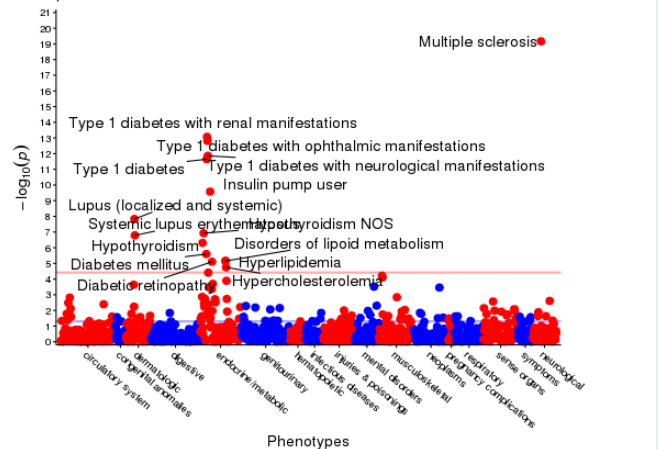 21
20
19
18
17
16
15
14
13
12
11
10
9
8
7
6
5
4
3
2
1
0
−log10(p)
Multiple sclerosis
Type 1 diabetes with renal manifestations
Type 1 diabetes with ophthalmic manifestations
Type 1 diabetes
Type 1 diabetes with neurological manifestations
Insulin pump user
Lupus (localized and systemic)
Systemic lupus erythematosus
Hypothyroidism NOS
Hypothyroidism
Disorders of lipoid metabolism
Diabetes mellitus
Hyperlipidemia
Diabetic retinopathy
Hypercholesterolemia
circulatory system
congenital anomalies
dermatologic
digestive
endocrine/metabolic
genitourinary
hematopoietic
infectious diseases
injuries & poisonings
mental disorders
musculoskeletal
neoplasms
pregnancy complications
respiratory
sense organs
symptoms
neurological
Phenotypes